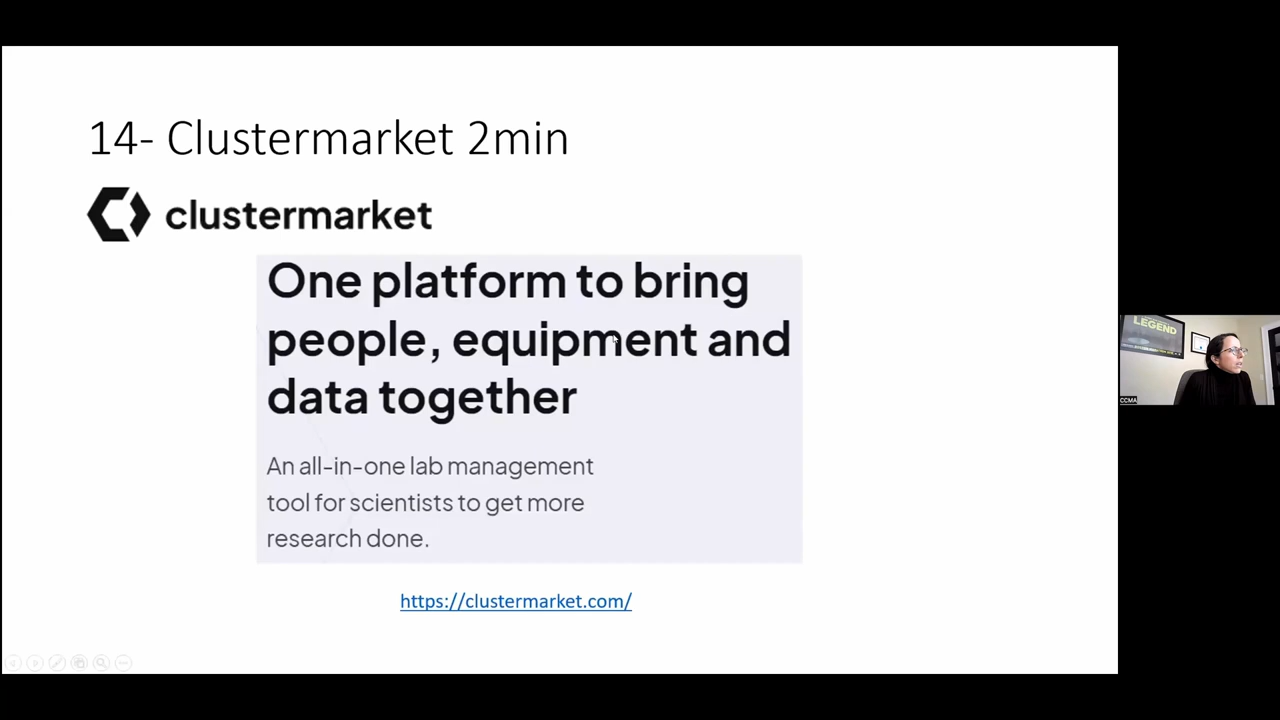 14- Clustermarket 2min
clustermarket
One platform to bring
people, equipment and
data together
An all-in-one lab management
tool for scientists to get more
research done.
https://clustermarket.com/
LEGEND
CCMA